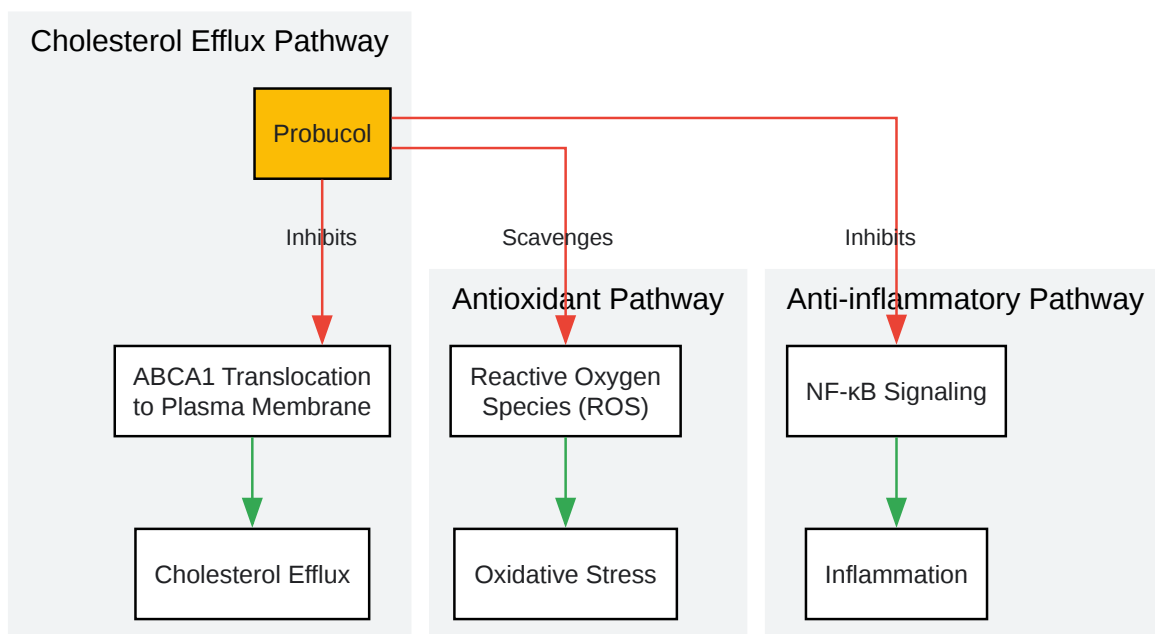 Cholesterol Efflux Pathway
Probucol
Inhibits
Scavenges
Inhibits
Antioxidant Pathway
Anti-inflammatory Pathway
ABCA1 Translocation
to Plasma Membrane
Reactive Oxygen
Species (ROS)
NF-κB Signaling
Cholesterol Efflux
Oxidative Stress
Inflammation